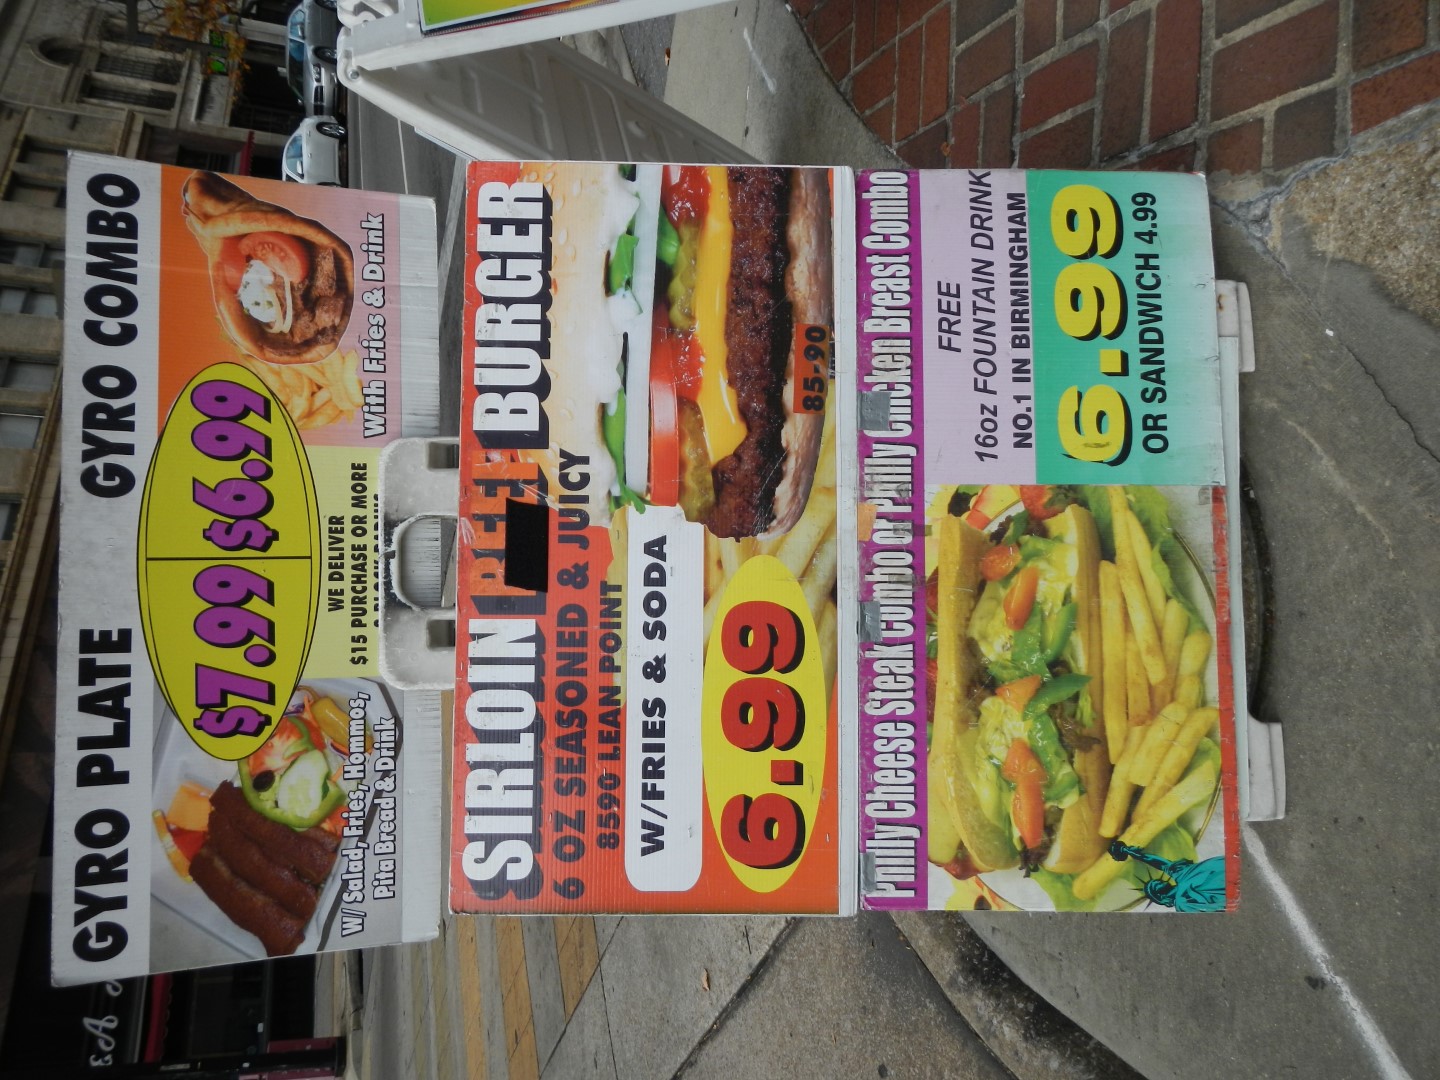 GYRO PLATE
GYRO COMBO
$7.99
$6.99
W/ Salad, Fries, Hommos,
Pita Bread & Drink
WE DELIVER
$15 PURCHASE OR MORE
With Fries & Drink
SIRLOIN BEEF BURGER
6 OZ SEASONED & JUICY
8590 LEAN POINT
W/FRIES & SODA
6.99
85-90
Philly Cheese Steak Combo or Philly Chicken Breast Combo
FREE
16oz FOUNTAIN DRINK
NO.1 IN BIRMINGHAM
6.99
OR SANDWICH 4.99